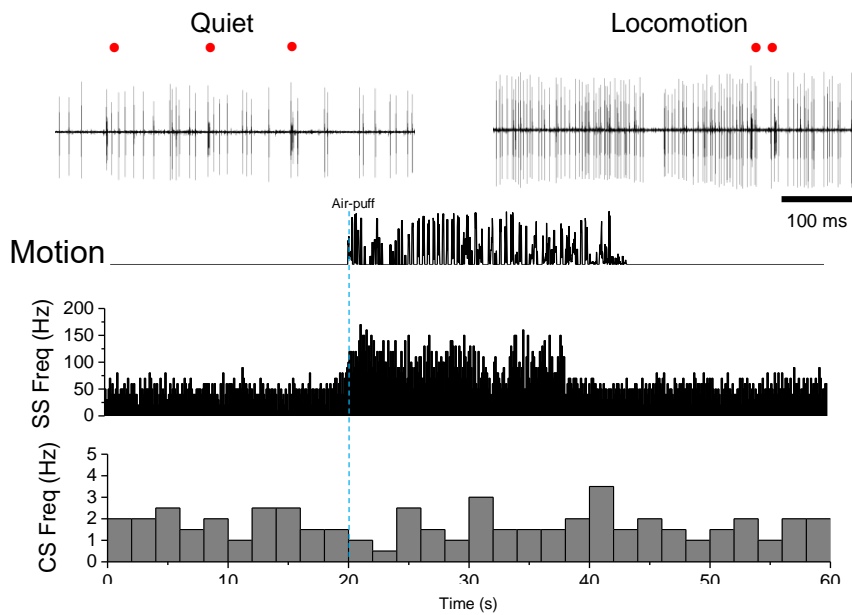 Quiet
Locomotion
100 ms
Air-puff
Motion
SS Freq (Hz)
200
150
100
50
0
CS Freq (Hz)
5
4
3
2
1
0
0 10 20 30 40 50 60
Time (s)